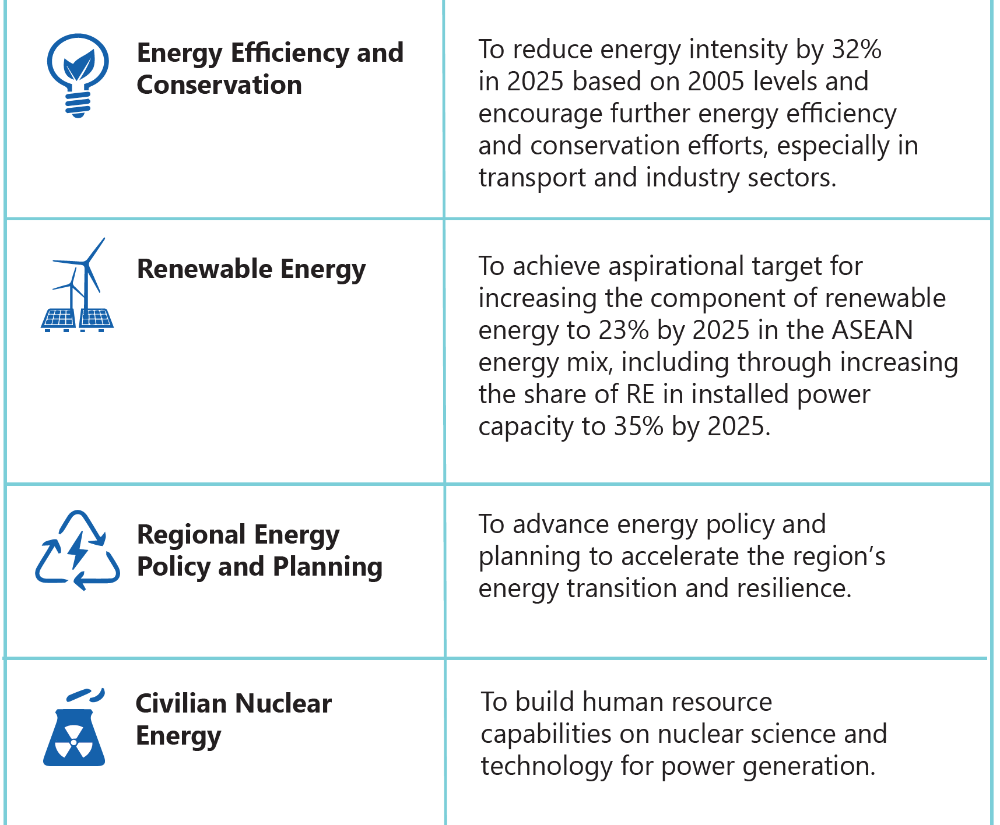 Energy Efficiency and
Conservation
To reduce energy intensity by 32%
in 2025 based on 2005 levels and
encourage further energy efficiency
and conservation efforts, especially in
transport and industry sectors.
Renewable Energy
To achieve aspirational target for
increasing the component of renewable
energy to 23% by 2025 in the ASEAN
energy mix, including through increasing
the share of RE in installed power
capacity to 35% by 2025.
Regional Energy
Policy and Planning
To advance energy policy and
planning to accelerate the region’s
energy transition and resilience.
Civilian Nuclear
Energy
To build human resource
capabilities on nuclear science and
technology for power generation.